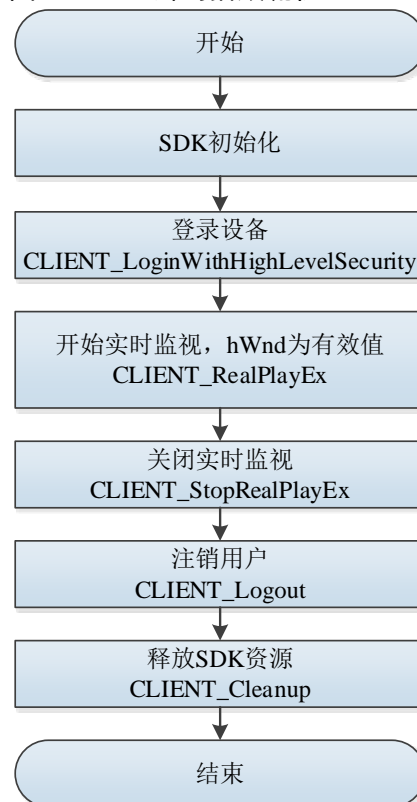 开始
SDK初始化
登录设备
CLIENT_LoginWithHighLevelSecurity
开始实时监视，hWnd为有效值
CLIENT_RealPlayEx
关闭实时监视
CLIENT_StopRealPlayEx
注销用户
CLIENT_Logout
释放SDK资源
CLIENT_Cleanup
结束